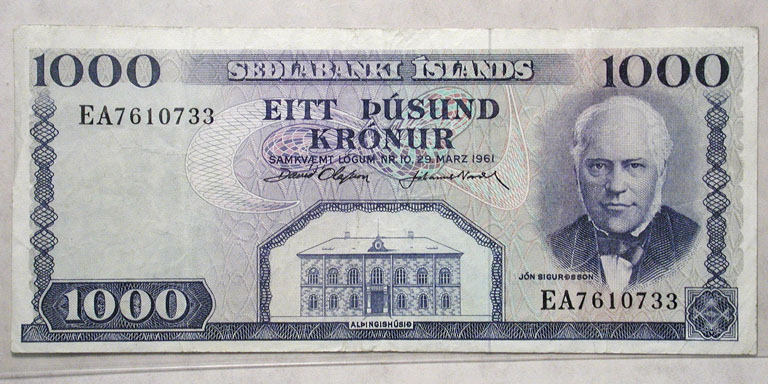 1000 SEÐLABANKI ÍSLANDS 1000
EA7610733
EITT ÞÚSUND
KRÓNUR
SAMKVÆMT LÖGUM NR. 10, 29. MARZ 1961
JÓN SIGURÐSSON
EA7610733
1000
ALÞINGISHÚSIÐ